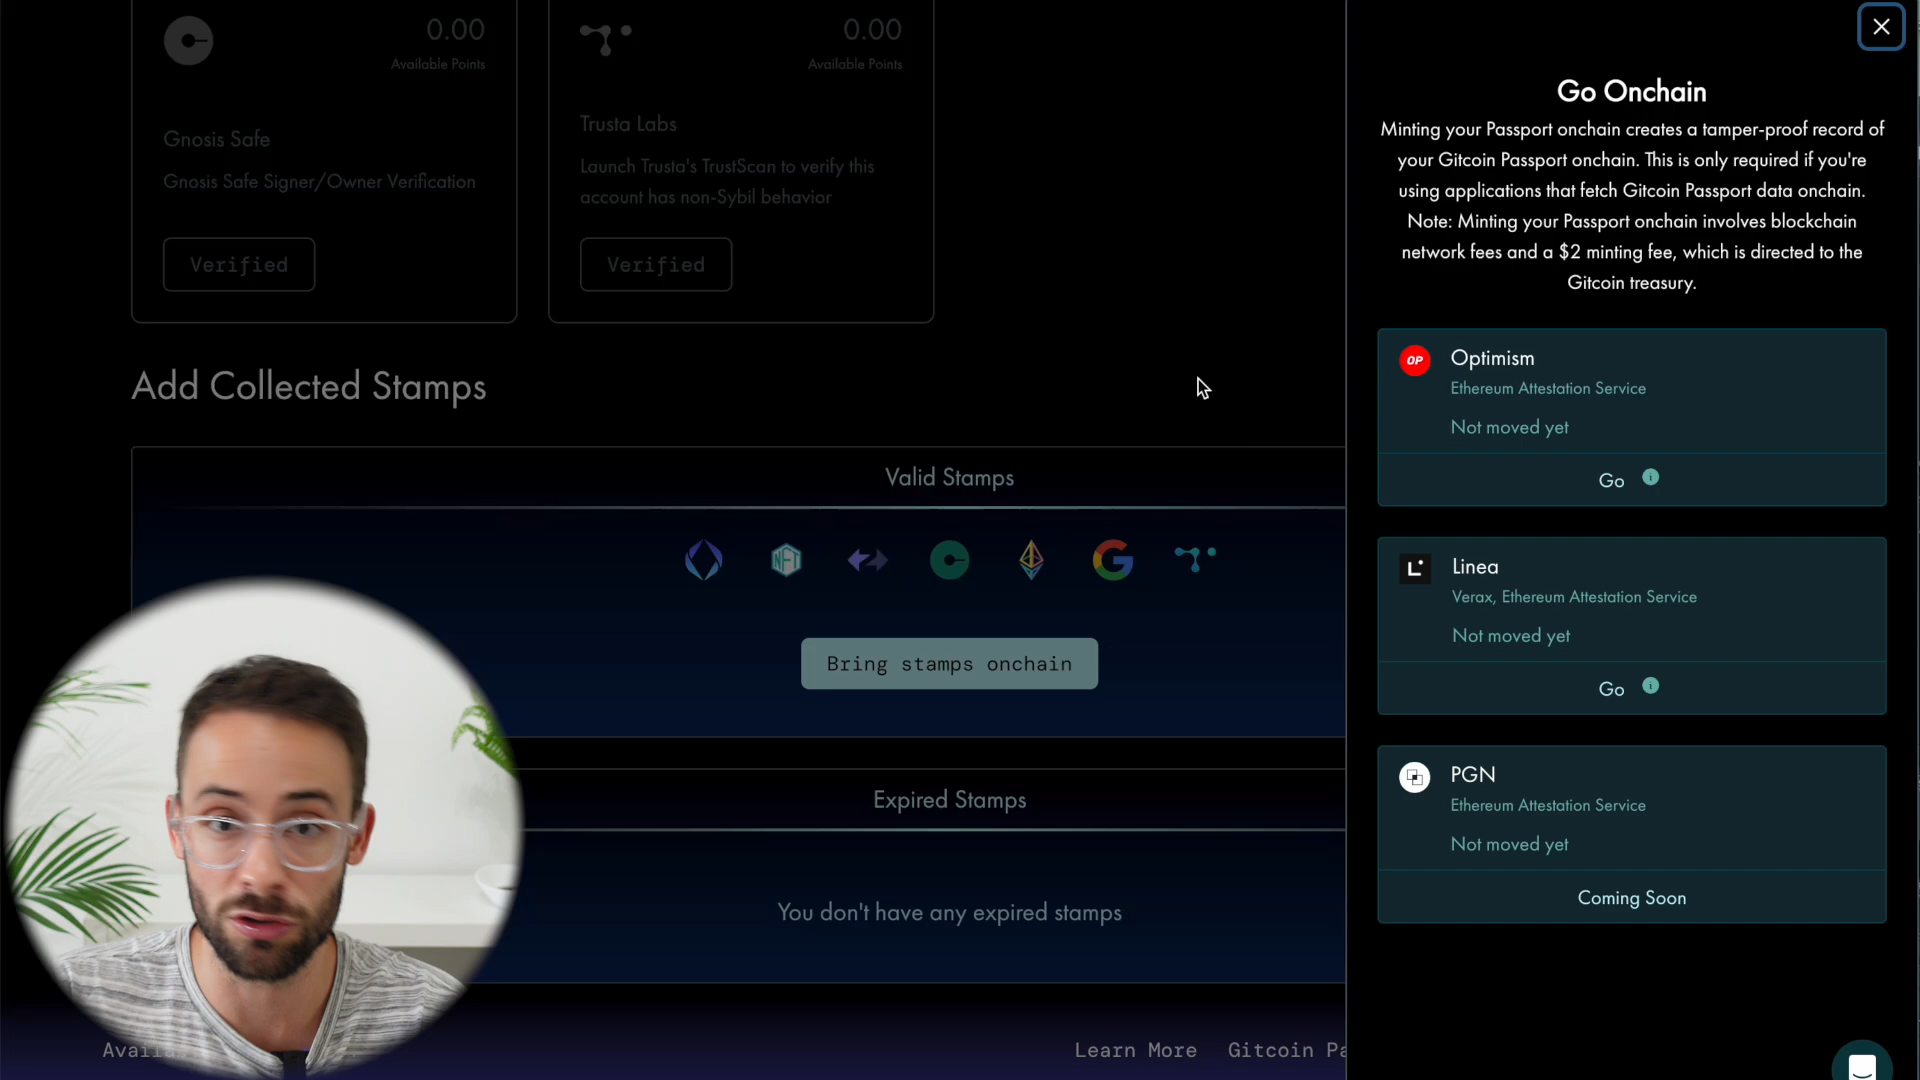 0.00
Available Points
Gnosis Safe
Gnosis Safe Signer/Owner Verification
Verified
0.00
Available Points
Trusta Labs
Launch Trusta's TrustScan to verify this
account has non-Sybil behavior
Verified
Add Collected Stamps
Valid Stamps
NFT
Bring stamps onchain
Expired Stamps
You don't have any expired stamps
Learn More
Gitcoin Pa
Go Onchain
Minting your Passport onchain creates a tamper-proof record of
your Gitcoin Passport onchain. This is only required if you're
using applications that fetch Gitcoin Passport data onchain.
Note: Minting your Passport onchain involves blockchain
network fees and a $2 minting fee, which is directed to the
Gitcoin treasury.
OP
Optimism
Ethereum Attestation Service
Not moved yet
Go
Linea
Verax, Ethereum Attestation Service
Not moved yet
Go
PGN
Ethereum Attestation Service
Not moved yet
Coming Soon